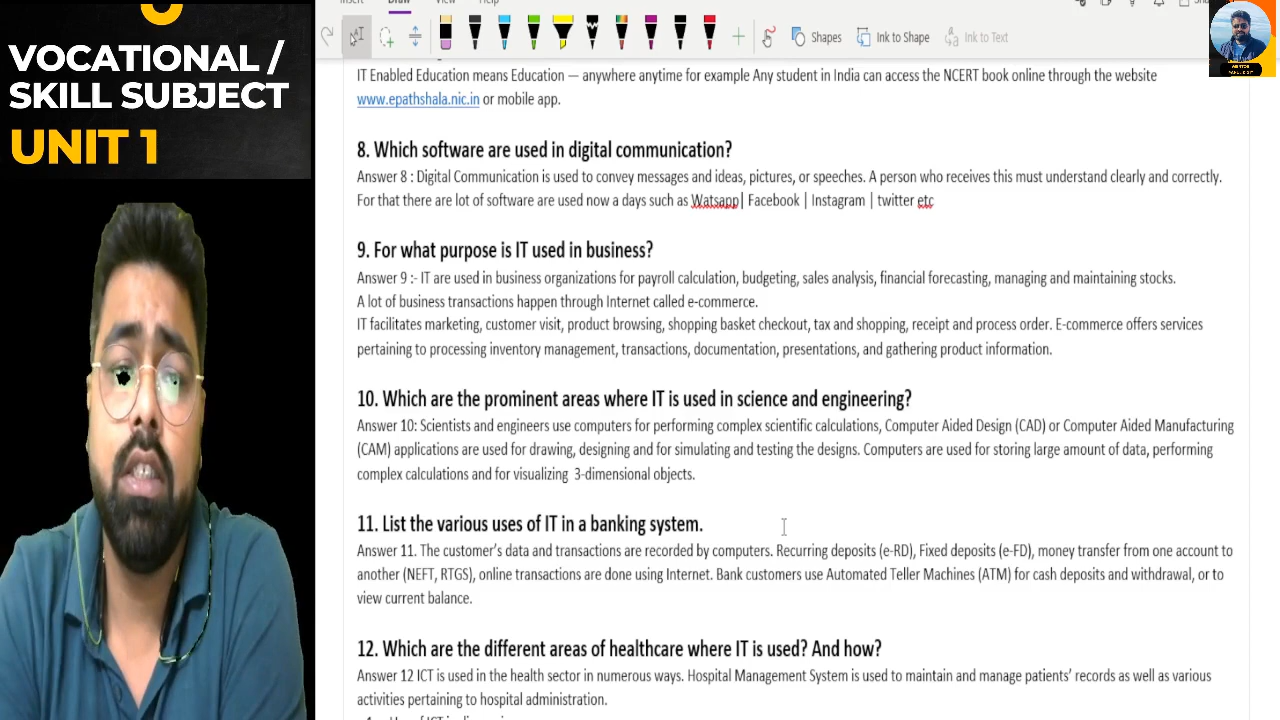 VOCATIONAL /
SKILL SUBJECT
UNIT 1
Insert Draw View Help
Shapes Ink to Shape Ink to Text
IT Enabled Education means Education — anywhere anytime for example Any student in India can access the NCERT book online through the website
www.epathshala.nic.in or mobile app.
8. Which software are used in digital communication?
Answer 8 : Digital Communication is used to convey messages and ideas, pictures, or speeches. A person who receives this must understand clearly and correctly.
For that there are lot of software are used now a days such as Watsapp| Facebook | Instagram | twitter etc
9. For what purpose is IT used in business?
Answer 9 :- IT are used in business organizations for payroll calculation, budgeting, sales analysis, financial forecasting, managing and maintaining stocks.
A lot of business transactions happen through Internet called e-commerce.
IT facilitates marketing, customer visit, product browsing, shopping basket checkout, tax and shopping, receipt and process order. E-commerce offers services
pertaining to processing inventory management, transactions, documentation, presentations, and gathering product information.
10. Which are the prominent areas where IT is used in science and engineering?
Answer 10: Scientists and engineers use computers for performing complex scientific calculations, Computer Aided Design (CAD) or Computer Aided Manufacturing
(CAM) applications are used for drawing, designing and for simulating and testing the designs. Computers are used for storing large amount of data, performing
complex calculations and for visualizing 3-dimensional objects.
11. List the various uses of IT in a banking system.
Answer 11. The customer's data and transactions are recorded by computers. Recurring deposits (e-RD), Fixed deposits (e-FD), money transfer from one account to
another (NEFT, RTGS), online transactions are done using Internet. Bank customers use Automated Teller Machines (ATM) for cash deposits and withdrawal, or to
view current balance.
12. Which are the different areas of healthcare where IT is used? And how?
Answer 12 ICT is used in the health sector in numerous ways. Hospital Management System is used to maintain and manage patients' records as well as various
activities pertaining to hospital administration.